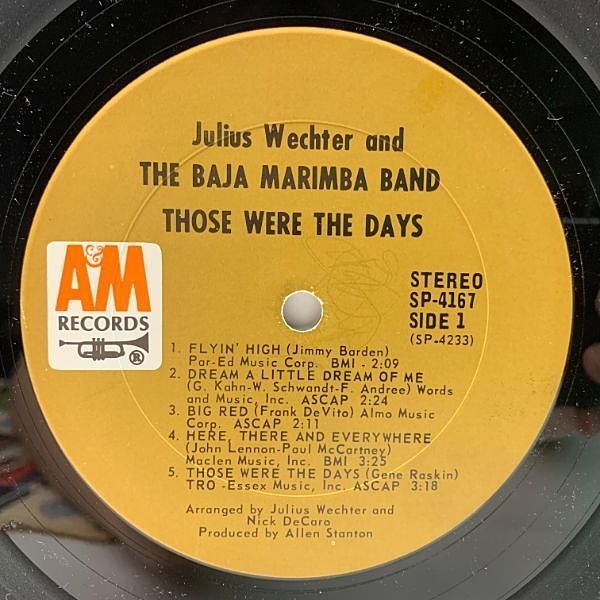 Julius Wechter and
THE BAJA MARIMBA BAND
THOSE WERE THE DAYS
A&M
RECORDS
®
STEREO
SP-4167
SIDE 1
(SP-4233)
1. FLYIN' HIGH (Jimmy Barden)
Par-Ed Music Corp. BMI - 2:09
2. DREAM A LITTLE DREAM OF ME
(G. Kahn-W. Schwandt-F. Andree) Words
and Music, Inc. ASCAP 2:24
3. BIG RED (Frank DeVito) Almo Music
Corp. ASCAP 2:11
4. HERE, THERE AND EVERYWHERE
(John Lennon-Paul McCartney)
Maclen Music, Inc. BMI 3:25
5. THOSE WERE THE DAYS (Gene Raskin)
TRO -Essex Music, Inc. ASCAP 3:18
Arranged by Julius Wechter and
Nick DeCaro
Produced by Allen Stanton